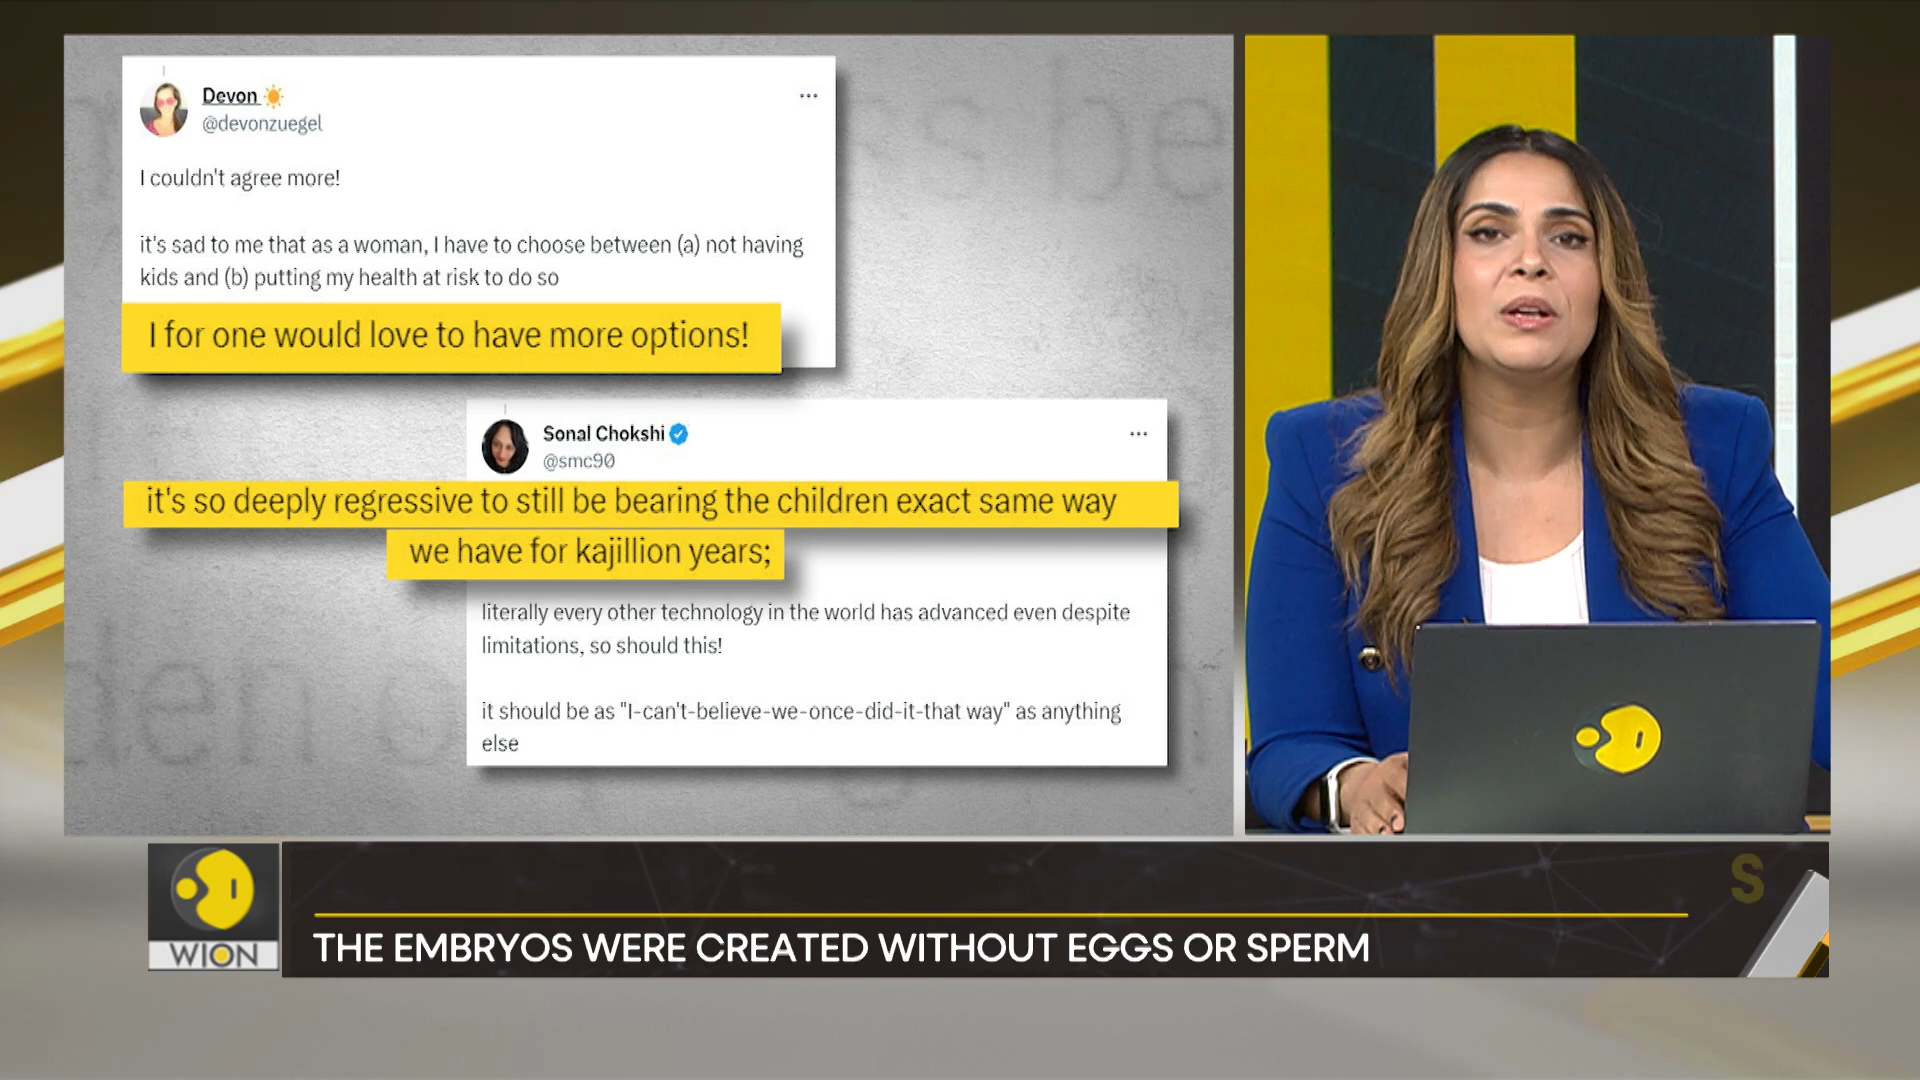 Devon
@devonzuegel
I couldn't agree more!
it's sad to me that as a woman, I have to choose between (a) not having
kids and (b) putting my health at risk to do so
I for one would love to have more options!
Sonal Chokshi
@smc90
it's so deeply regressive to still be bearing the children exact same way
we have for kajillion years;
literally every other technology in the world has advanced even despite
limitations, so should this!
it should be as "I-can't-believe-we-once-did-it-that way" as anything
else
WION
S
THE EMBRYOS WERE CREATED WITHOUT EGGS OR SPERM